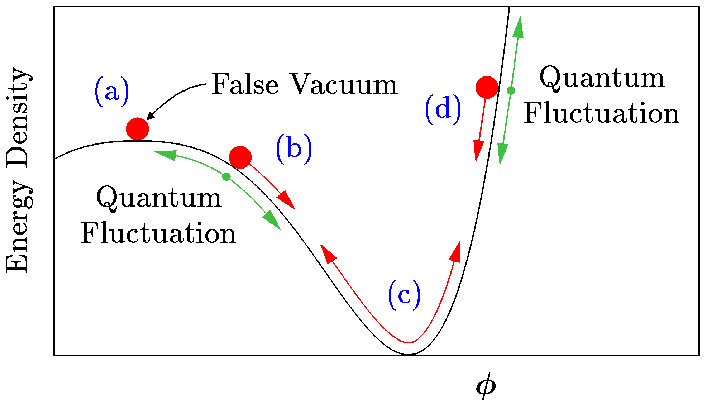 (a)
False Vacuum
(b)
Quantum
Fluctuation
(c)
(d)
Quantum
Fluctuation
Energy Density
ϕ